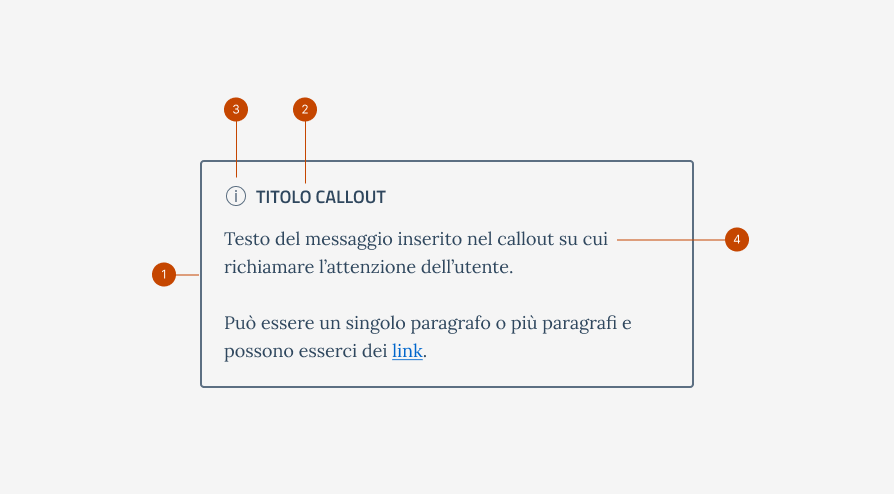 3
2
TITOLO CALLOUT
Testo del messaggio inserito nel callout su cui
4
richiamare l’attenzione dell’utente.
1
Può essere un singolo paragrafo o più paragrafi e
possono esserci dei link.